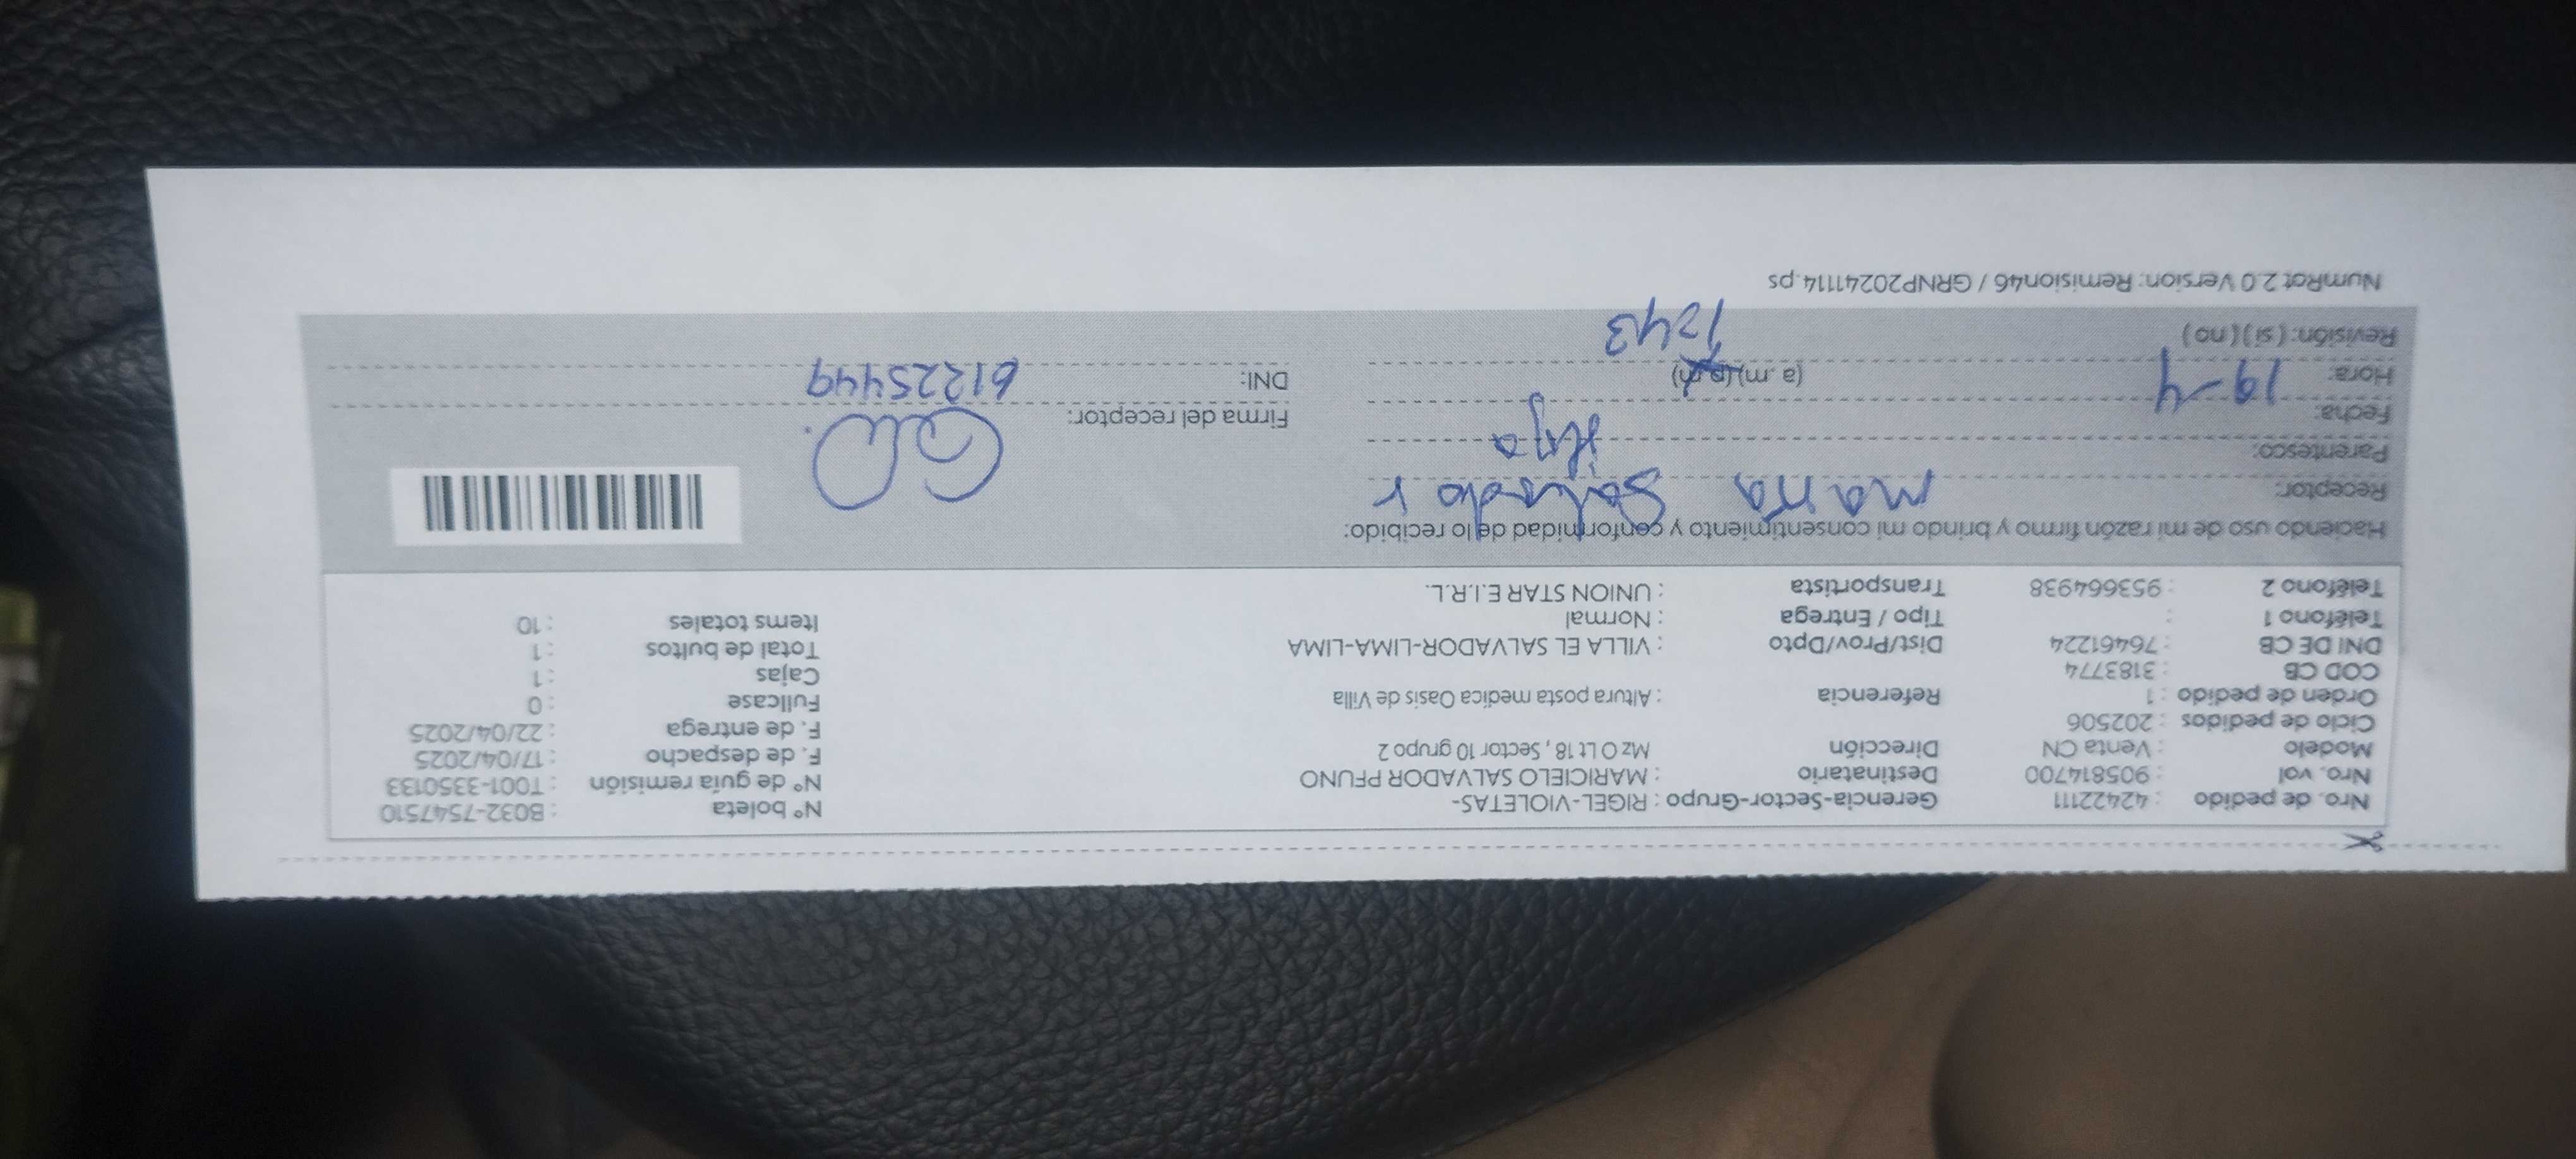 Nro. de pedido : 42422111 Gerencia-Sector-Grupo : RIGEL-VIOLETAS- N° boleta : B032-7547510
Nro. vol : 905814700 Destinatario : MARICIELO SALVADOR PFUNO N° de guía remisión : T001-3350133
Modelo : Venta CN Dirección Mz O Lt 18 , Sector 10 grupo 2 F. de despacho : 17/04/2025
Ciclo de pedidos : 202506 F. de entrega : 22/04/2025
Orden de pedido : 1 Referencia : Altura posta medica Oasis de Villa Fullcase : 0
COD CB : 3183774 Cajas : 1
DNI DE CB : 76461224 Dist/Prov/Dpto : VILLA EL SALVADOR-LIMA-LIMA Total de bultos : 1
Teléfono 1 : Tipo / Entrega : Normal Items totales : 10
Teléfono 2 : 953664938 Transportista : UNION STAR E.I.R.L.
Haciendo uso de mi razón firmo y brindo mi consentimiento y conformidad de lo recibido:
Receptor:
Parentesco: Hija
Fecha: 19-4 Firma del receptor:
Hora: (a .m) (p.m) DNI: 61225449
Revisión: ( si ) ( no ) 1243
NumRot 2.0 Version: Remision46 / GRNP20241114.ps